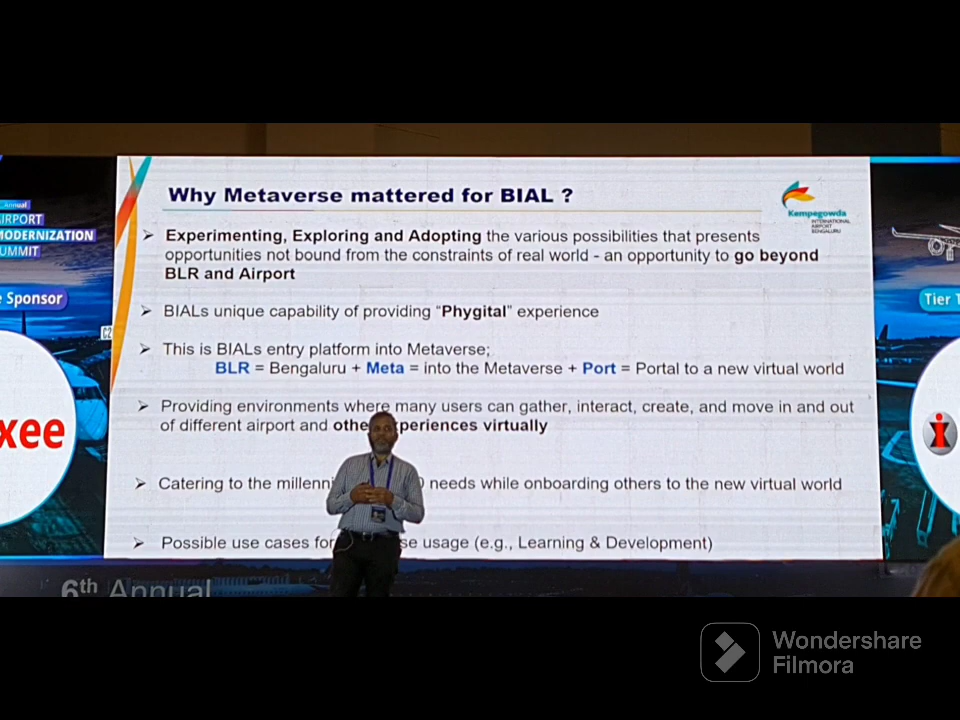 Annual
AIRPORT
MODERNIZATION
SUMMIT
Sponsor
xee
Why Metaverse mattered for BIAL ?
Kempegowda
INTERNATIONAL
AIRPORT
BENGALURU
➢ Experimenting, Exploring and Adopting the various possibilities that presents
opportunities not bound from the constraints of real world - an opportunity to go beyond
BLR and Airport
➢ BIALs unique capability of providing “Phygital” experience
➢ This is BIALs entry platform into Metaverse;
BLR = Bengaluru + Meta = into the Metaverse + Port = Portal to a new virtual world
➢ Providing environments where many users can gather, interact, create, and move in and out
of different airport and othe periences virtually
➢ Catering to the millenni needs while onboarding others to the new virtual world
➢ Possible use cases for se usage (e.g., Learning & Development)
Tier
6th Annual
Wondershare
Filmora